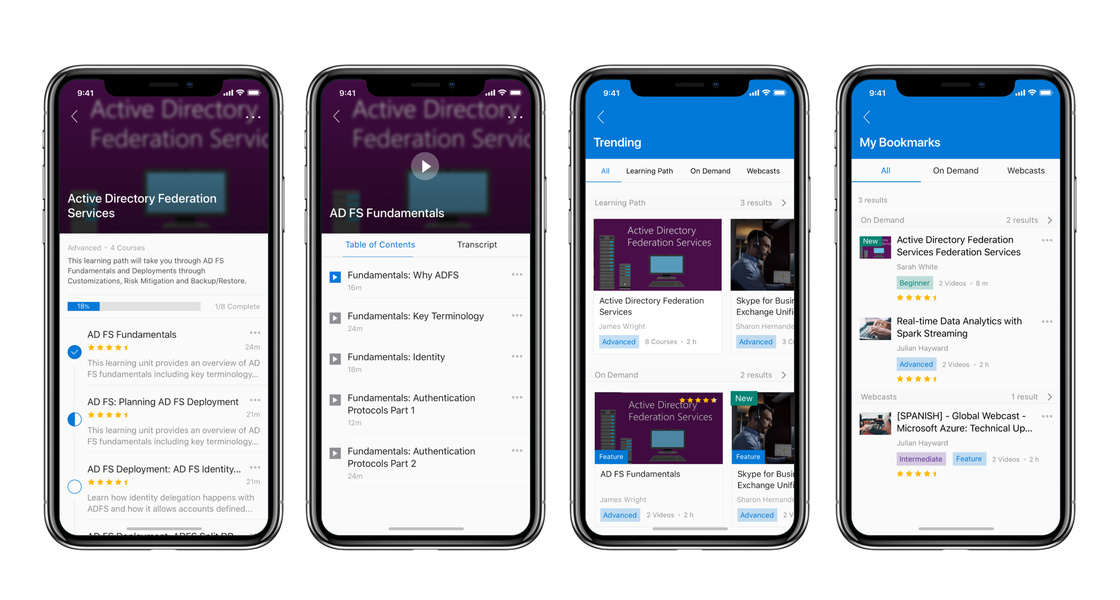 9:41
Active Directory
Federation Servic
Active Directory Federation
Services
Advanced • 4 Courses
This learning path will take you through AD FS
Fundamentals and Deployments through
Customizations, Risk Mitigation and Backup/Restore.
18%
1/8 Complete
AD FS Fundamentals
24m
This learning unit provides an overview of AD
FS fundamentals including key terminology...
AD FS: Planning AD FS Deployment
21m
This learning unit provides an overview of AD
FS fundamentals including key terminology...
AD FS Deployment: AD FS Identity...
21m
Learn how identity delegation happens with
ADFS and how it allows accounts defined...
9:41
Active Directory
Federation Servic
AD FS Fundamentals
Table of Contents
Transcript
Fundamentals: Why ADFS
16m
Fundamentals: Key Terminology
24m
Fundamentals: Identity
18m
Fundamentals: Authentication
Protocols Part 1
12m
Fundamentals: Authentication
Protocols Part 2
24m
9:41
Trending
All
Learning Path
On Demand
Webcasts
Learning Path
3 results
Active Directory
Federation Services
Active Directory Federation
Services
James Wright
Advanced
8 Courses • 2 h
Skype for Busin
Exchange Unifi
Sharon Hernande
Advanced
3 C
On Demand
2 results
Active Directory
Federation Services
Feature
AD FS Fundamentals
James Wright
Advanced
2 Videos • 2 h
New
Feature
Skype for Busin
Exchange Unifi
Sharon Hernande
Advanced
2 V
9:41
My Bookmarks
All
On Demand
Webcasts
3 results
On Demand
2 results
New
Active Directory Federation
Services Federation Services
Sarah White
Beginner
2 Videos • 8 m
Real-time Data Analytics with
Spark Streaming
Julian Hayward
Advanced
2 Videos • 2 h
Webcasts
1 result
[SPANISH] - Global Webcast -
Microsoft Azure: Technical Up...
Julian Hayward
Intermediate
Feature
2 Videos • 2 h